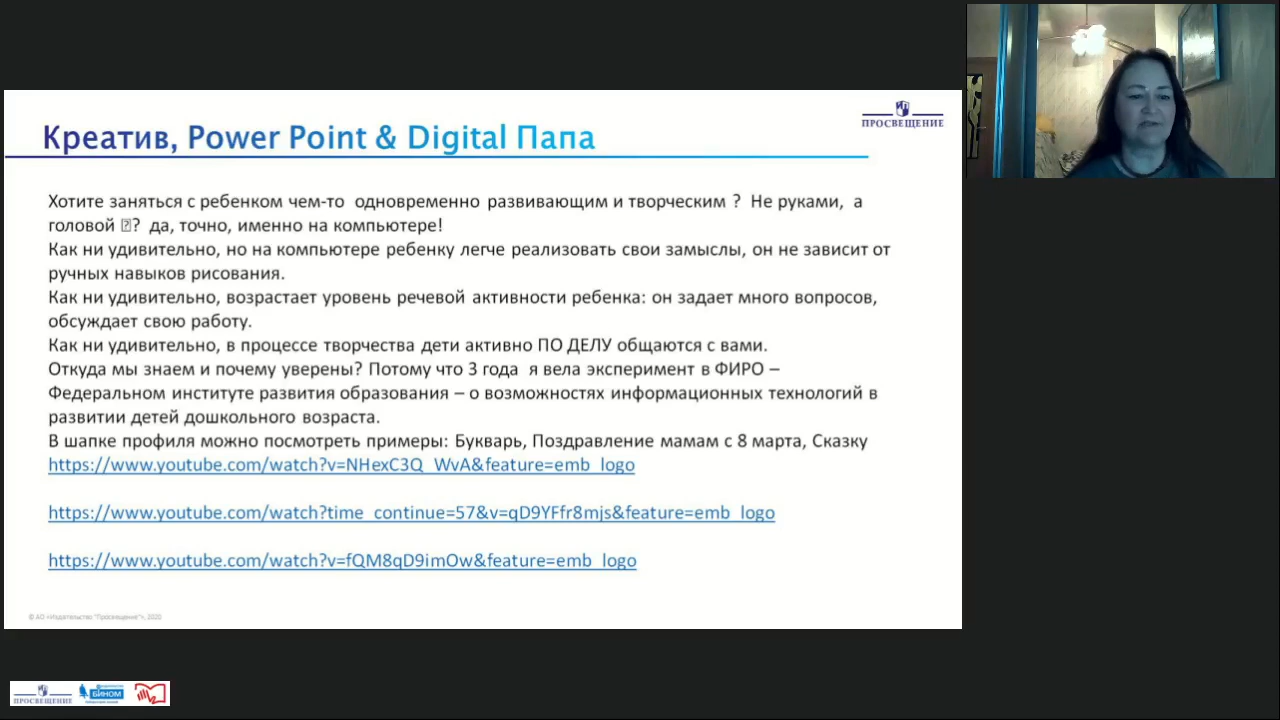 Креатив, Power Point & Digital Папа
ПРОСВЕЩЕНИЕ
Хотите заняться с ребенком чем-то одновременно развивающим и творческим ? Не руками, а
головой ? да, точно, именно на компьютере!
Как ни удивительно, но на компьютере ребенку легче реализовать свои замыслы, он не зависит от
ручных навыков рисования.
Как ни удивительно, возрастает уровень речевой активности ребенка: он задает много вопросов,
обсуждает свою работу.
Как ни удивительно, в процессе творчества дети активно ПО ДЕЛУ общаются с вами.
Откуда мы знаем и почему уверены? Потому что 3 года я вела эксперимент в ФИРО –
Федеральном институте развития образования – о возможностях информационных технологий в
развитии детей дошкольного возраста.
В шапке профиля можно посмотреть примеры: Букварь, Поздравление мамам с 8 марта, Сказку
https://www.youtube.com/watch?v=NHexC3Q_WvA&feature=emb_logo
https://www.youtube.com/watch?time_continue=57&v=qD9YFfr8mjs&feature=emb_logo
https://www.youtube.com/watch?v=fQM8qD9imOw&feature=emb_logo
© АО «Издательство "Просвещение"», 2020
ПРОСВЕЩЕНИЕ
БИНОМ